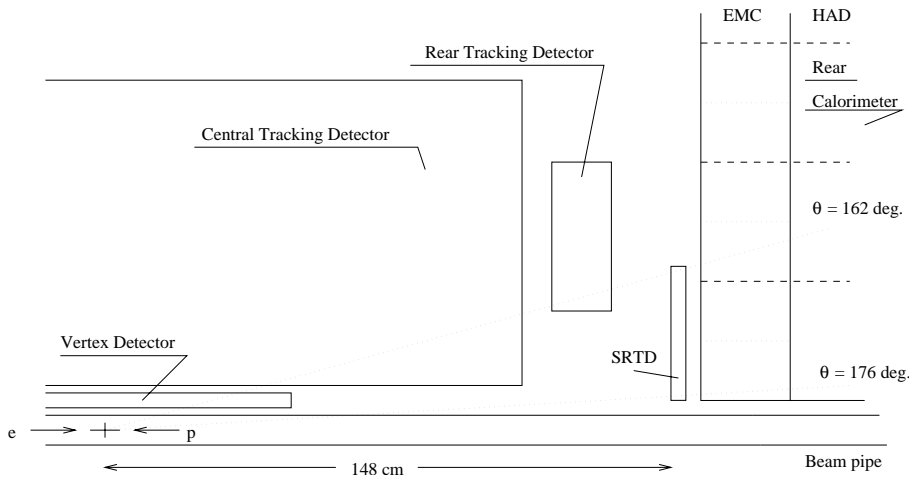 EMC HAD
Rear Tracking Detector
Rear
Calorimeter
Central Tracking Detector
θ = 162 deg.
Vertex Detector
SRTD
θ = 176 deg.
e
p
148 cm
Beam pipe